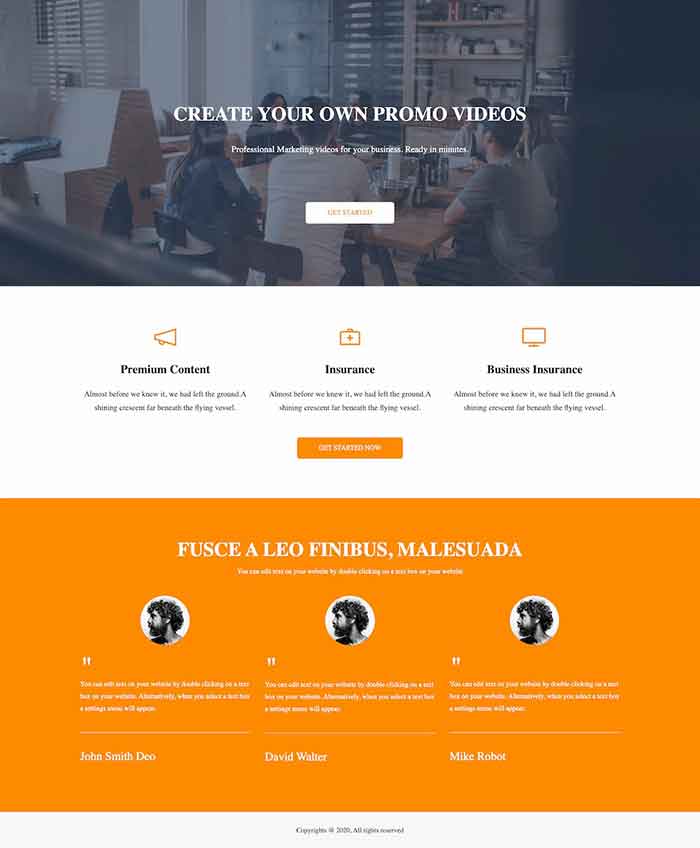 CREATE YOUR OWN PROMO VIDEOS
Professional Marketing videos for your business. Ready in minutes.
GET STARTED
Premium Content
Almost before we knew it, we had left the ground.A
shining crescent far beneath the flying vessel.
Insurance
Almost before we knew it, we had left the ground.A
shining crescent far beneath the flying vessel.
Business Insurance
Almost before we knew it, we had left the ground.A
shining crescent far beneath the flying vessel.
GET STARTED NOW
FUSCE A LEO FINIBUS, MALESUADA
You can edit text on your website by double clicking on a text box on your website
"
You can edit text on your website by double clicking on a text
box on your website. Alternatively, when you select a text box
a settings menu will appear.
John Smith Deo
"
You can edit text on your website by double clicking on a text
box on your website. Alternatively, when you select a text box
a settings menu will appear.
David Walter
"
You can edit text on your website by double clicking on a text
box on your website. Alternatively, when you select a text box
a settings menu will appear.
Mike Robot
Copyrights @ 2020, All rights reserved